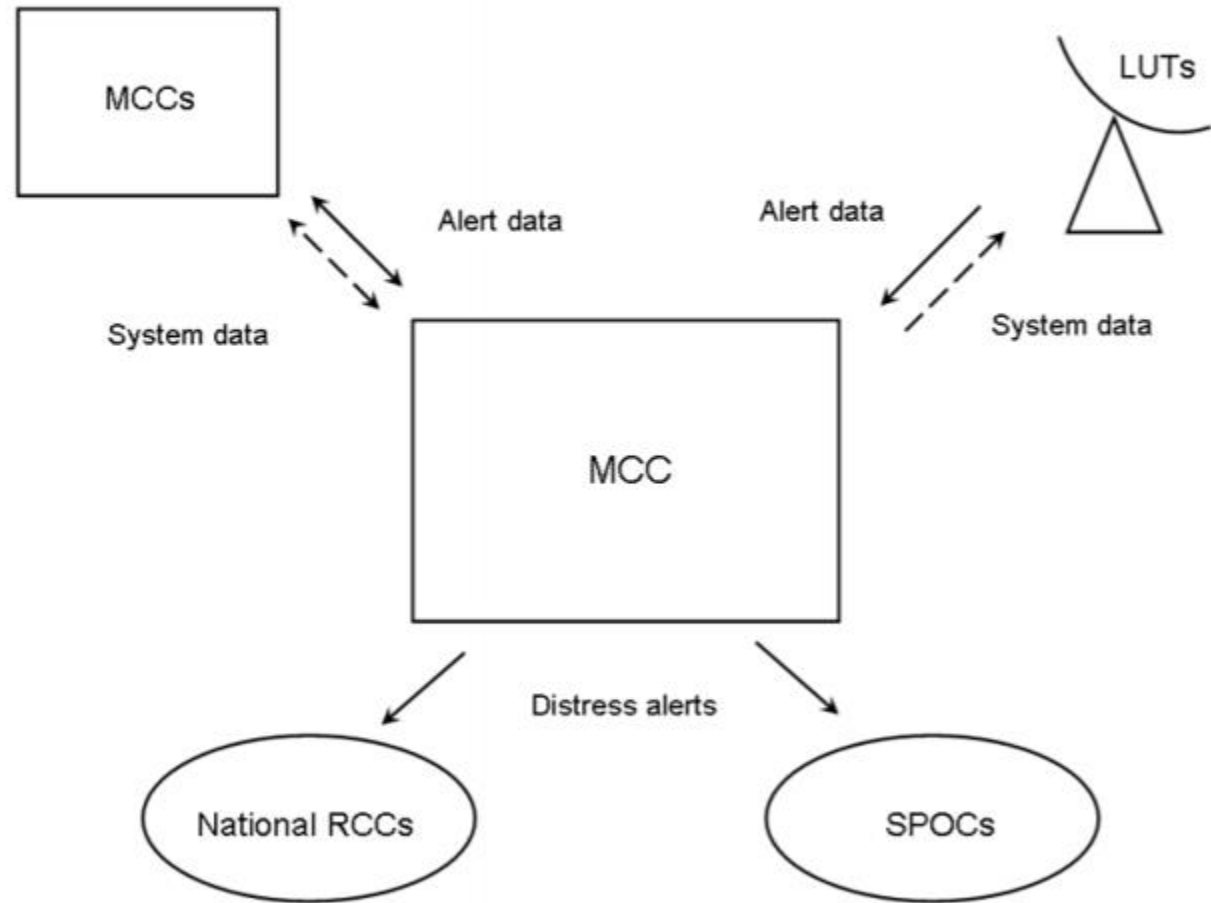 MCCs
LUTs
Alert data
Alert data
System data
System data
MCC
Distress alerts
National RCCs
SPOCs